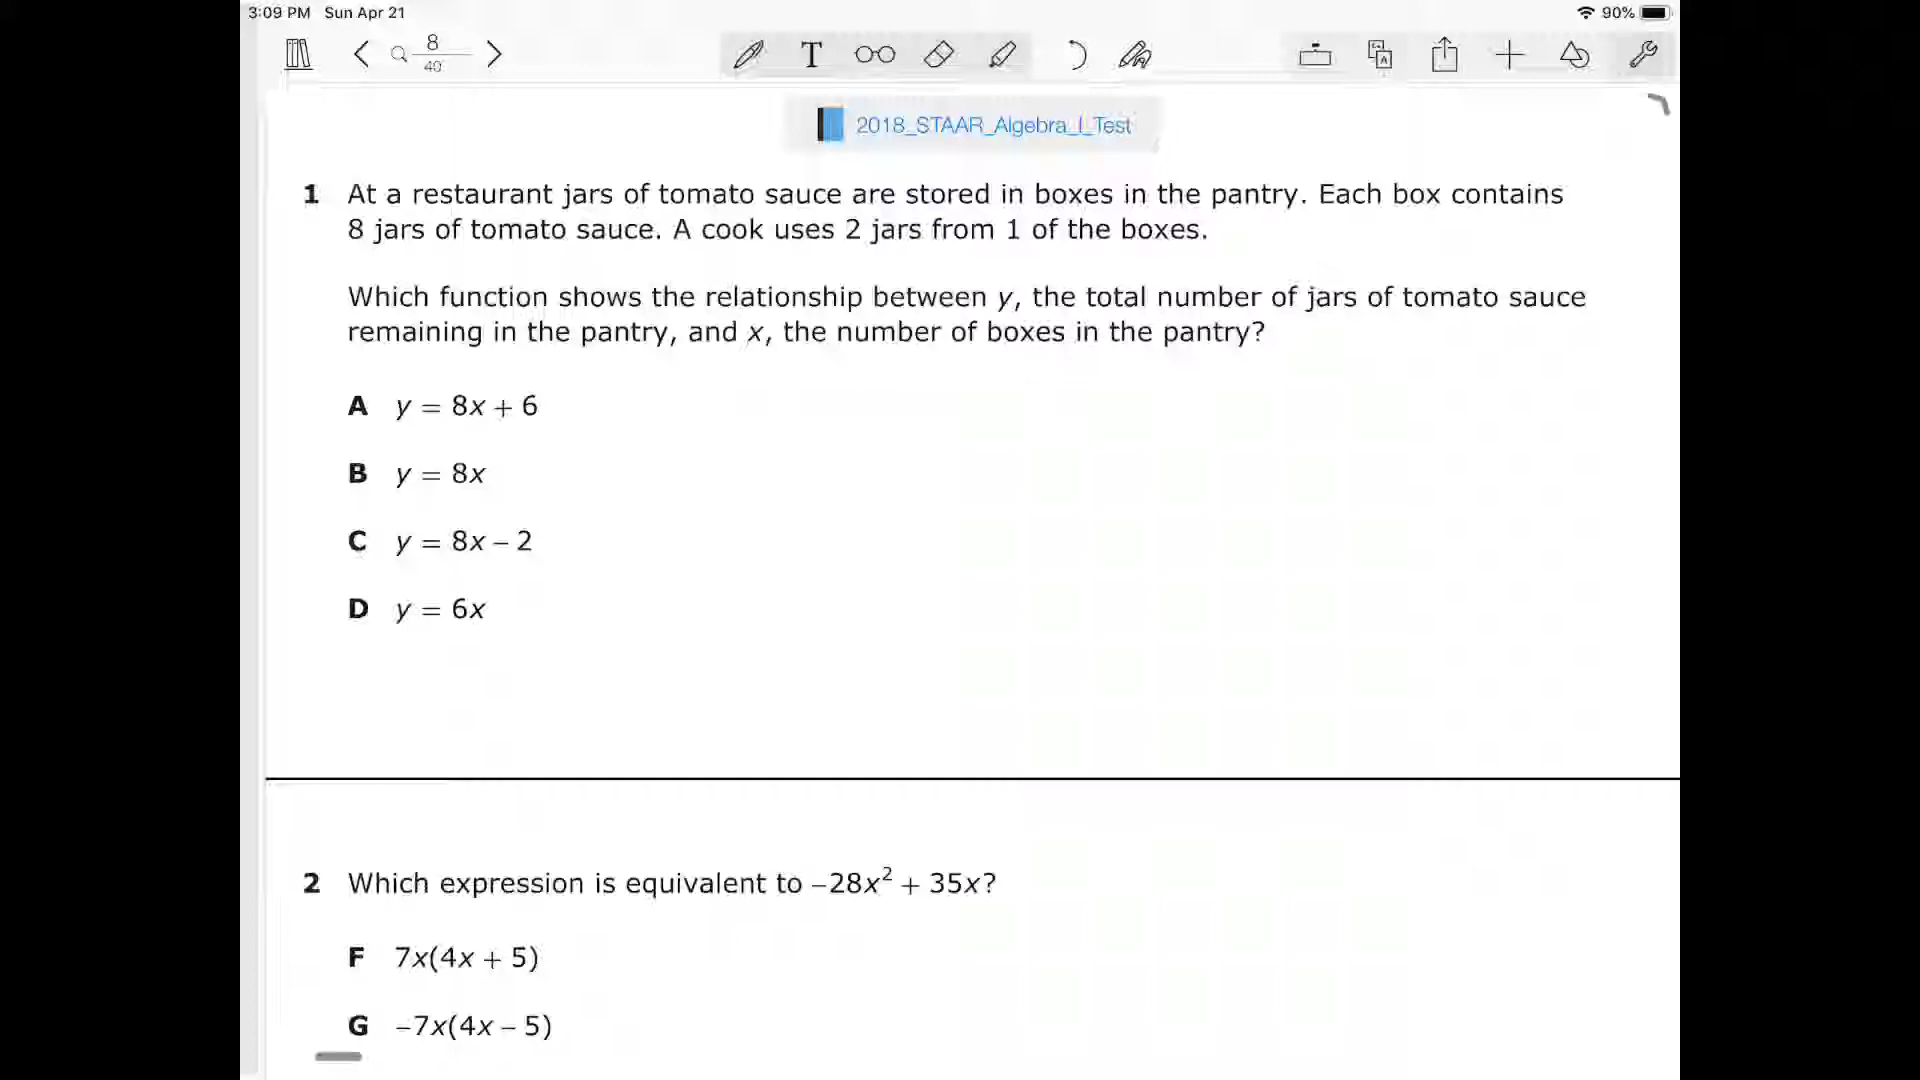 3:09 PM Sun Apr 21
90%
8
40
T
A
2018_STAAR_Algebra_I_Test
1 At a restaurant jars of tomato sauce are stored in boxes in the pantry. Each box contains
8 jars of tomato sauce. A cook uses 2 jars from 1 of the boxes.
Which function shows the relationship between y, the total number of jars of tomato sauce
remaining in the pantry, and x, the number of boxes in the pantry?
A y = 8x + 6
B y = 8x
C y = 8x – 2
D y = 6x
2 Which expression is equivalent to –28x² + 35x?
F 7x(4x + 5)
G –7x(4x – 5)